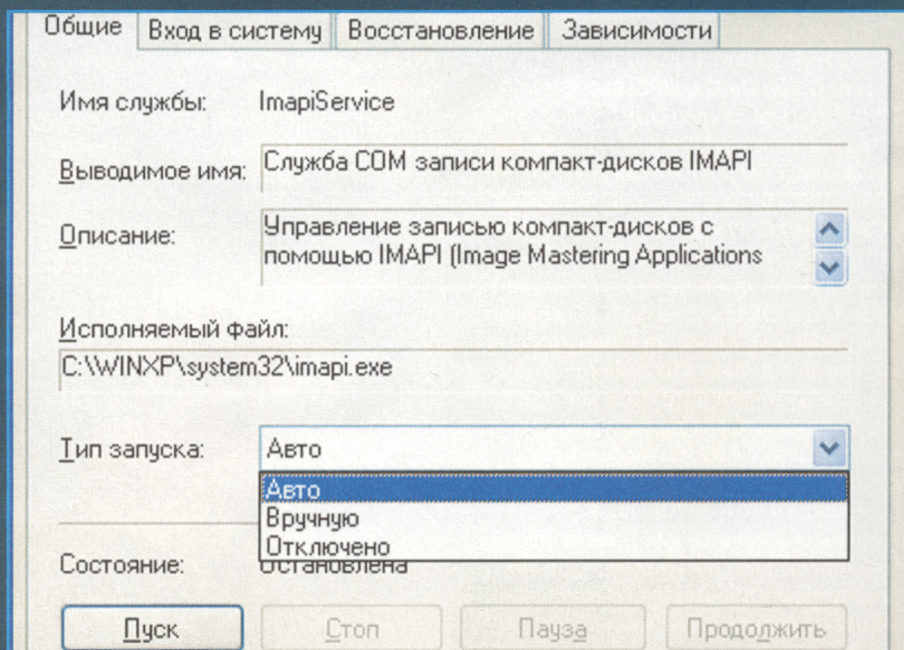 Общие Вход в систему Восстановление Зависимости
Имя службы: ImapiService
Выводимое имя: Служба COM записи компакт-дисков IMAPI
Описание: Управление записью компакт-дисков с
помощью IMAPI (Image Mastering Applications
Исполняемый файл:
C:\WINXP\system32\imapi.exe
Тип запуска: Авто
Авто
Вручную
Отключено
Состояние: Остановлена
Пуск Стоп Пауза Продолжить